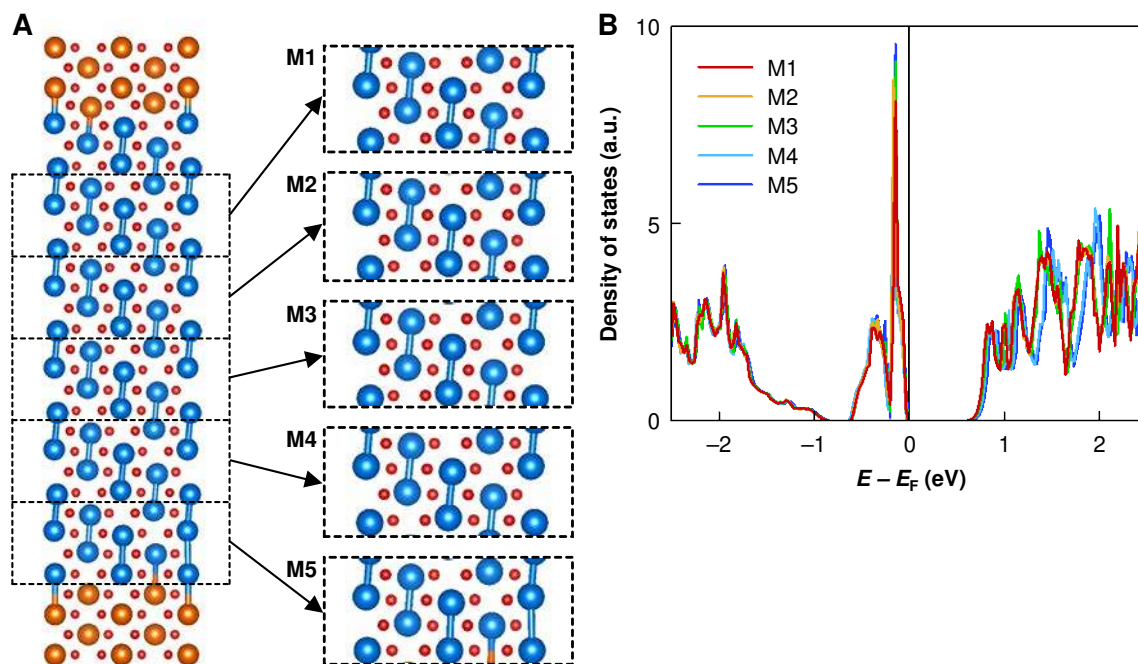 A
M1
M2
M3
M4
M5
B
10
5
0
Density of states (a.u.)
M1
M2
M3
M4
M5
−2
−1
0
1
2
E – EF (eV)